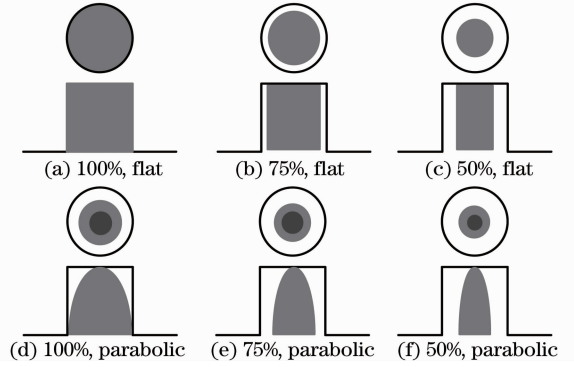 (a) 100%, flat
(b) 75%, flat
(c) 50%, flat
(d) 100%, parabolic
(e) 75%, parabolic
(f) 50%, parabolic